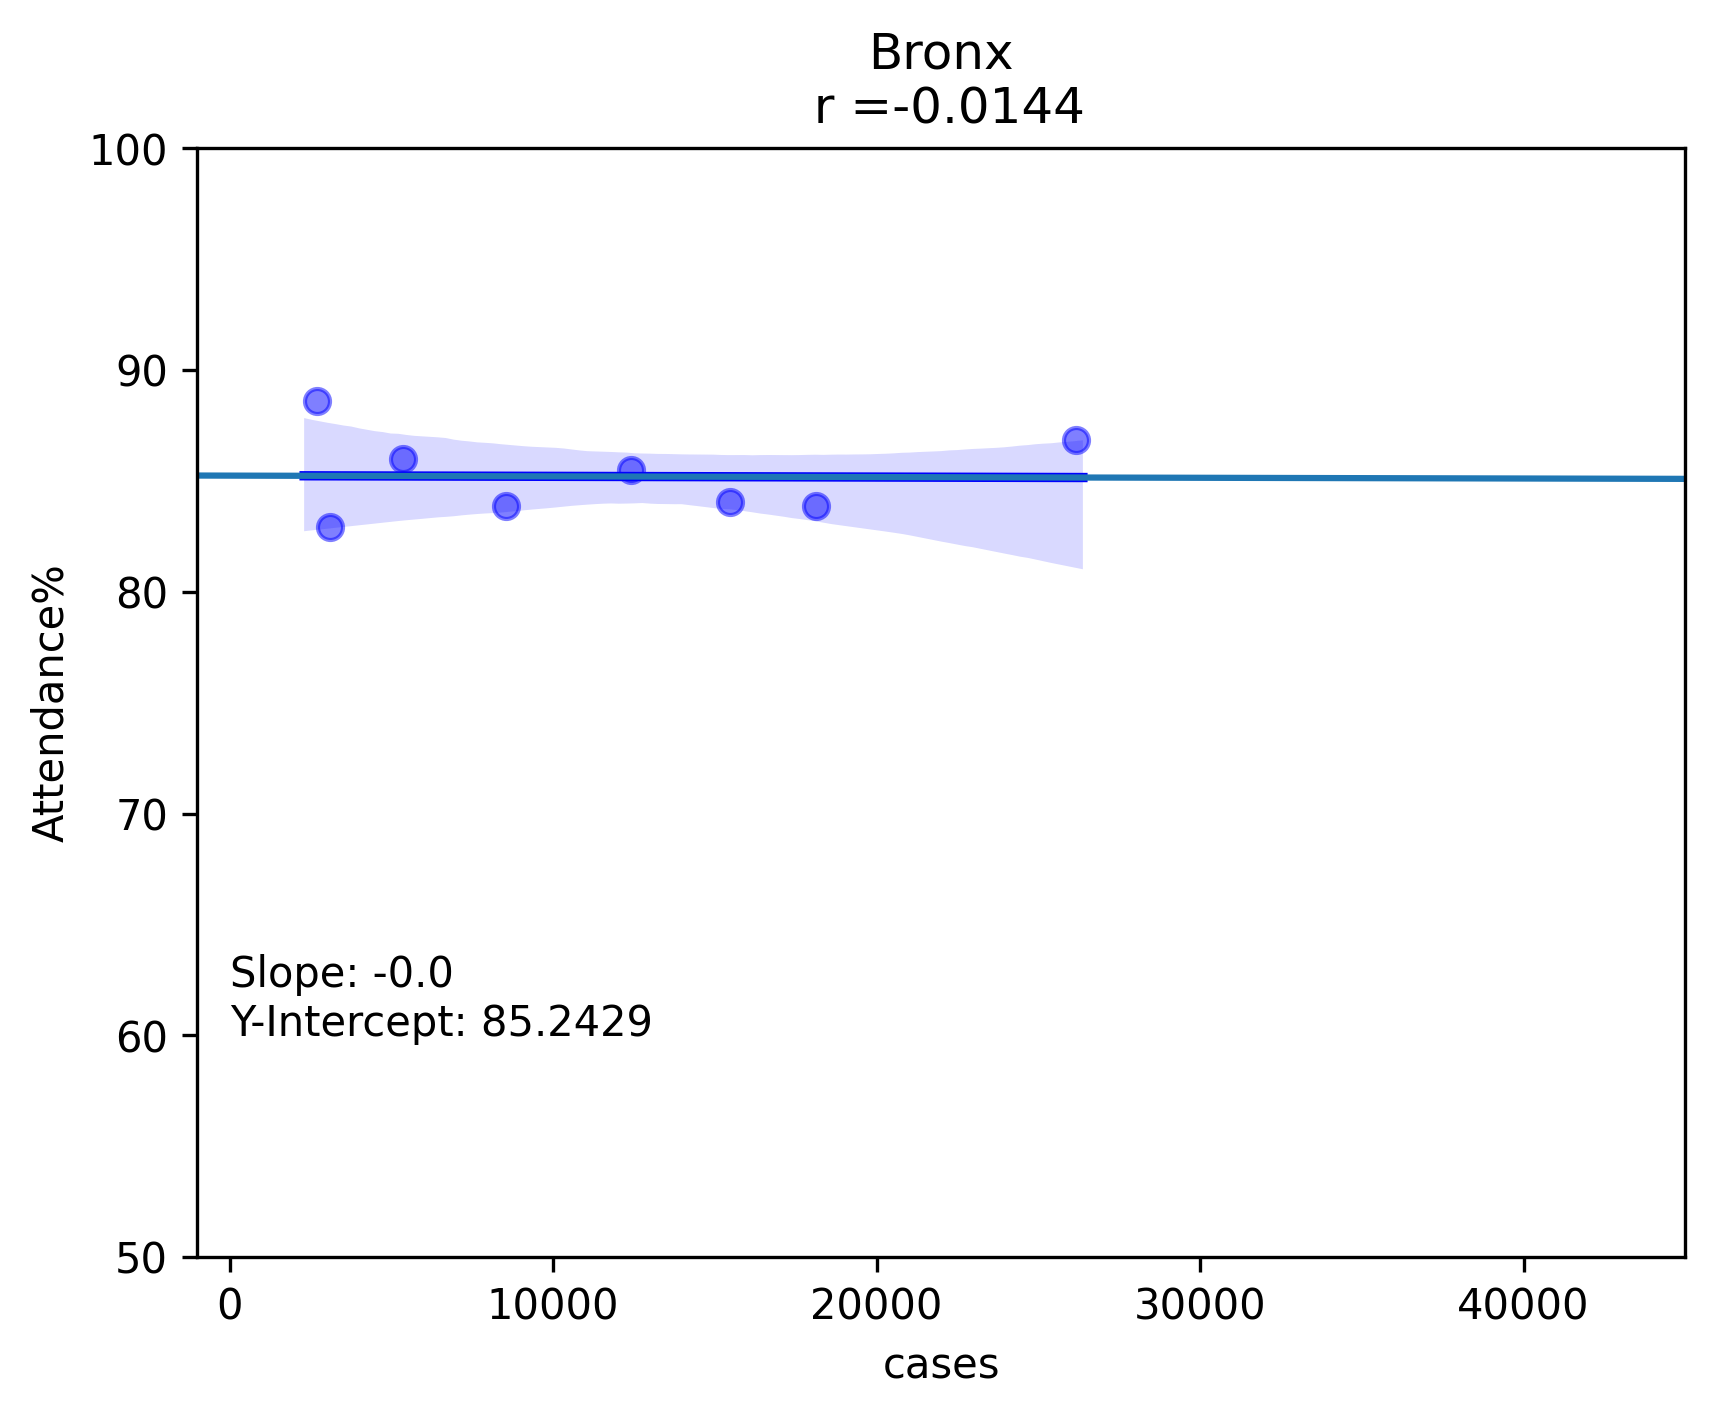 Bronx
r =-0.0144
100
90
80
70
60
50
Attendance%
Slope: -0.0
Y-Intercept: 85.2429
0 10000 20000 30000 40000
cases